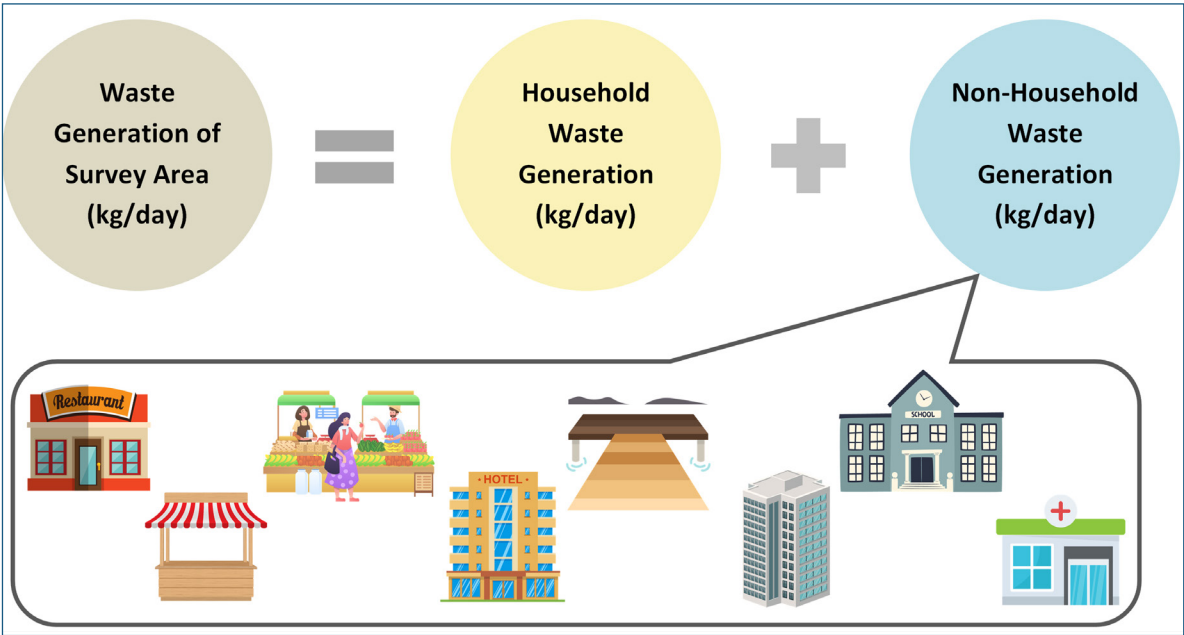 Waste
Generation of
Survey Area
(kg/day)
Household
Waste
Generation
(kg/day)
Non-Household
Waste
Generation
(kg/day)
Restaurant
· HOTEL ·
SCHOOL